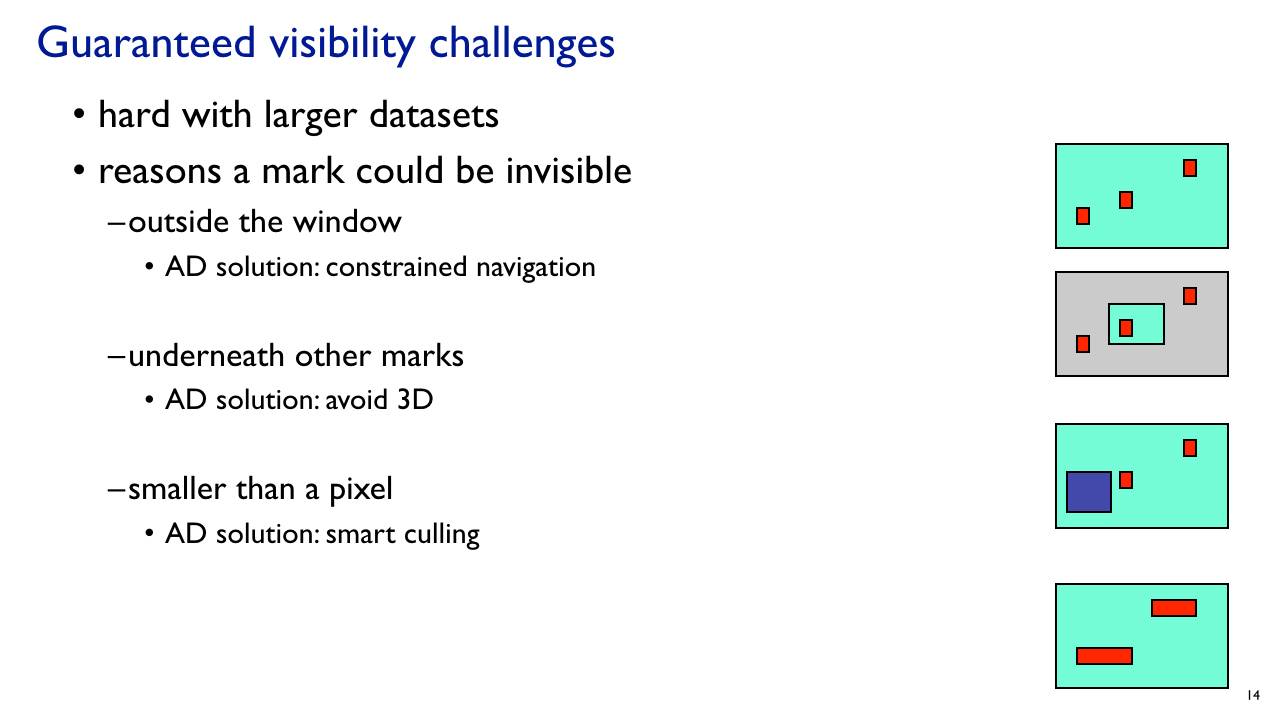 Guaranteed visibility challenges
• hard with larger datasets
• reasons a mark could be invisible
–outside the window
• AD solution: constrained navigation
–underneath other marks
• AD solution: avoid 3D
–smaller than a pixel
• AD solution: smart culling
14